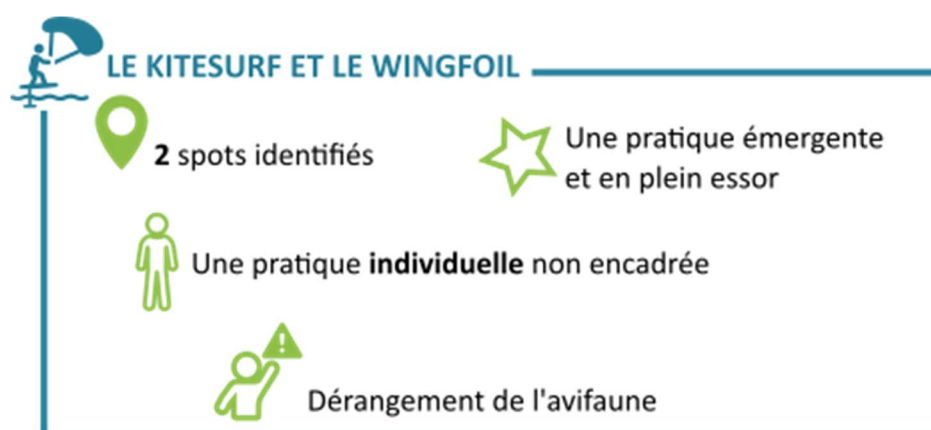 LE KITESURF ET LE WINGFOIL
2 spots identifiés
Une pratique émergente
et en plein essor
Une pratique individuelle non encadrée
Dérangement de l'avifaune